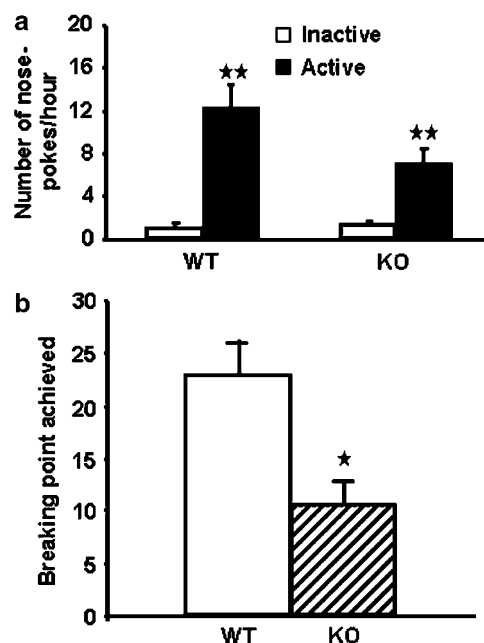 a
Number of nose-
pokes/hour
20
16
12
8
4
0
Inactive
Active
★★
★★
WT
KO
b
Breaking point achieved
30
25
20
15
10
5
0
★
WT
KO